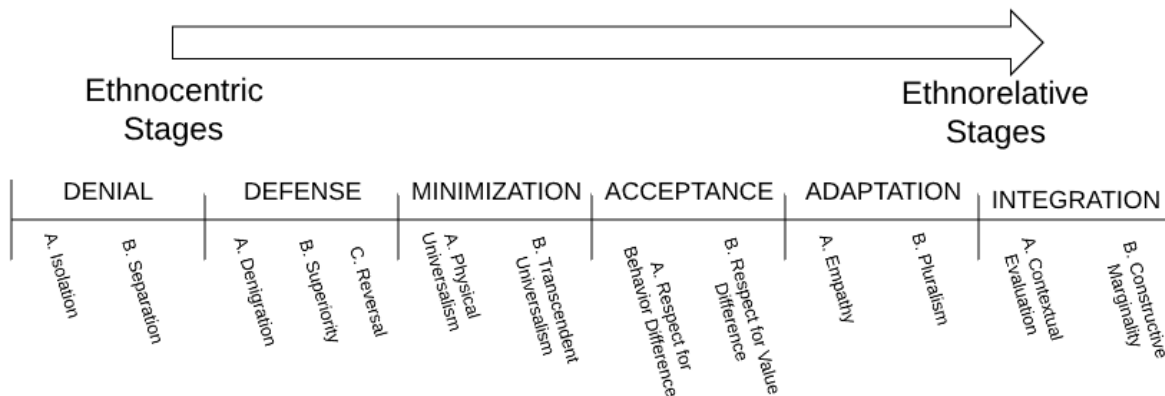 Ethnocentric
Stages
Ethnorelative
Stages
DENIAL
DEFENSE
MINIMIZATION
ACCEPTANCE
ADAPTATION
INTEGRATION
A. Isolation
B. Separation
A. Denigration
B. Superiority
C. Reversal
A. Physical
Universalism
B. Transcendent
Universalism
A. Respect for
Behavior Difference
B. Respect for Value
Difference
A. Empathy
B. Pluralism
A. Contextual
Evaluation
B. Constructive
Marginality